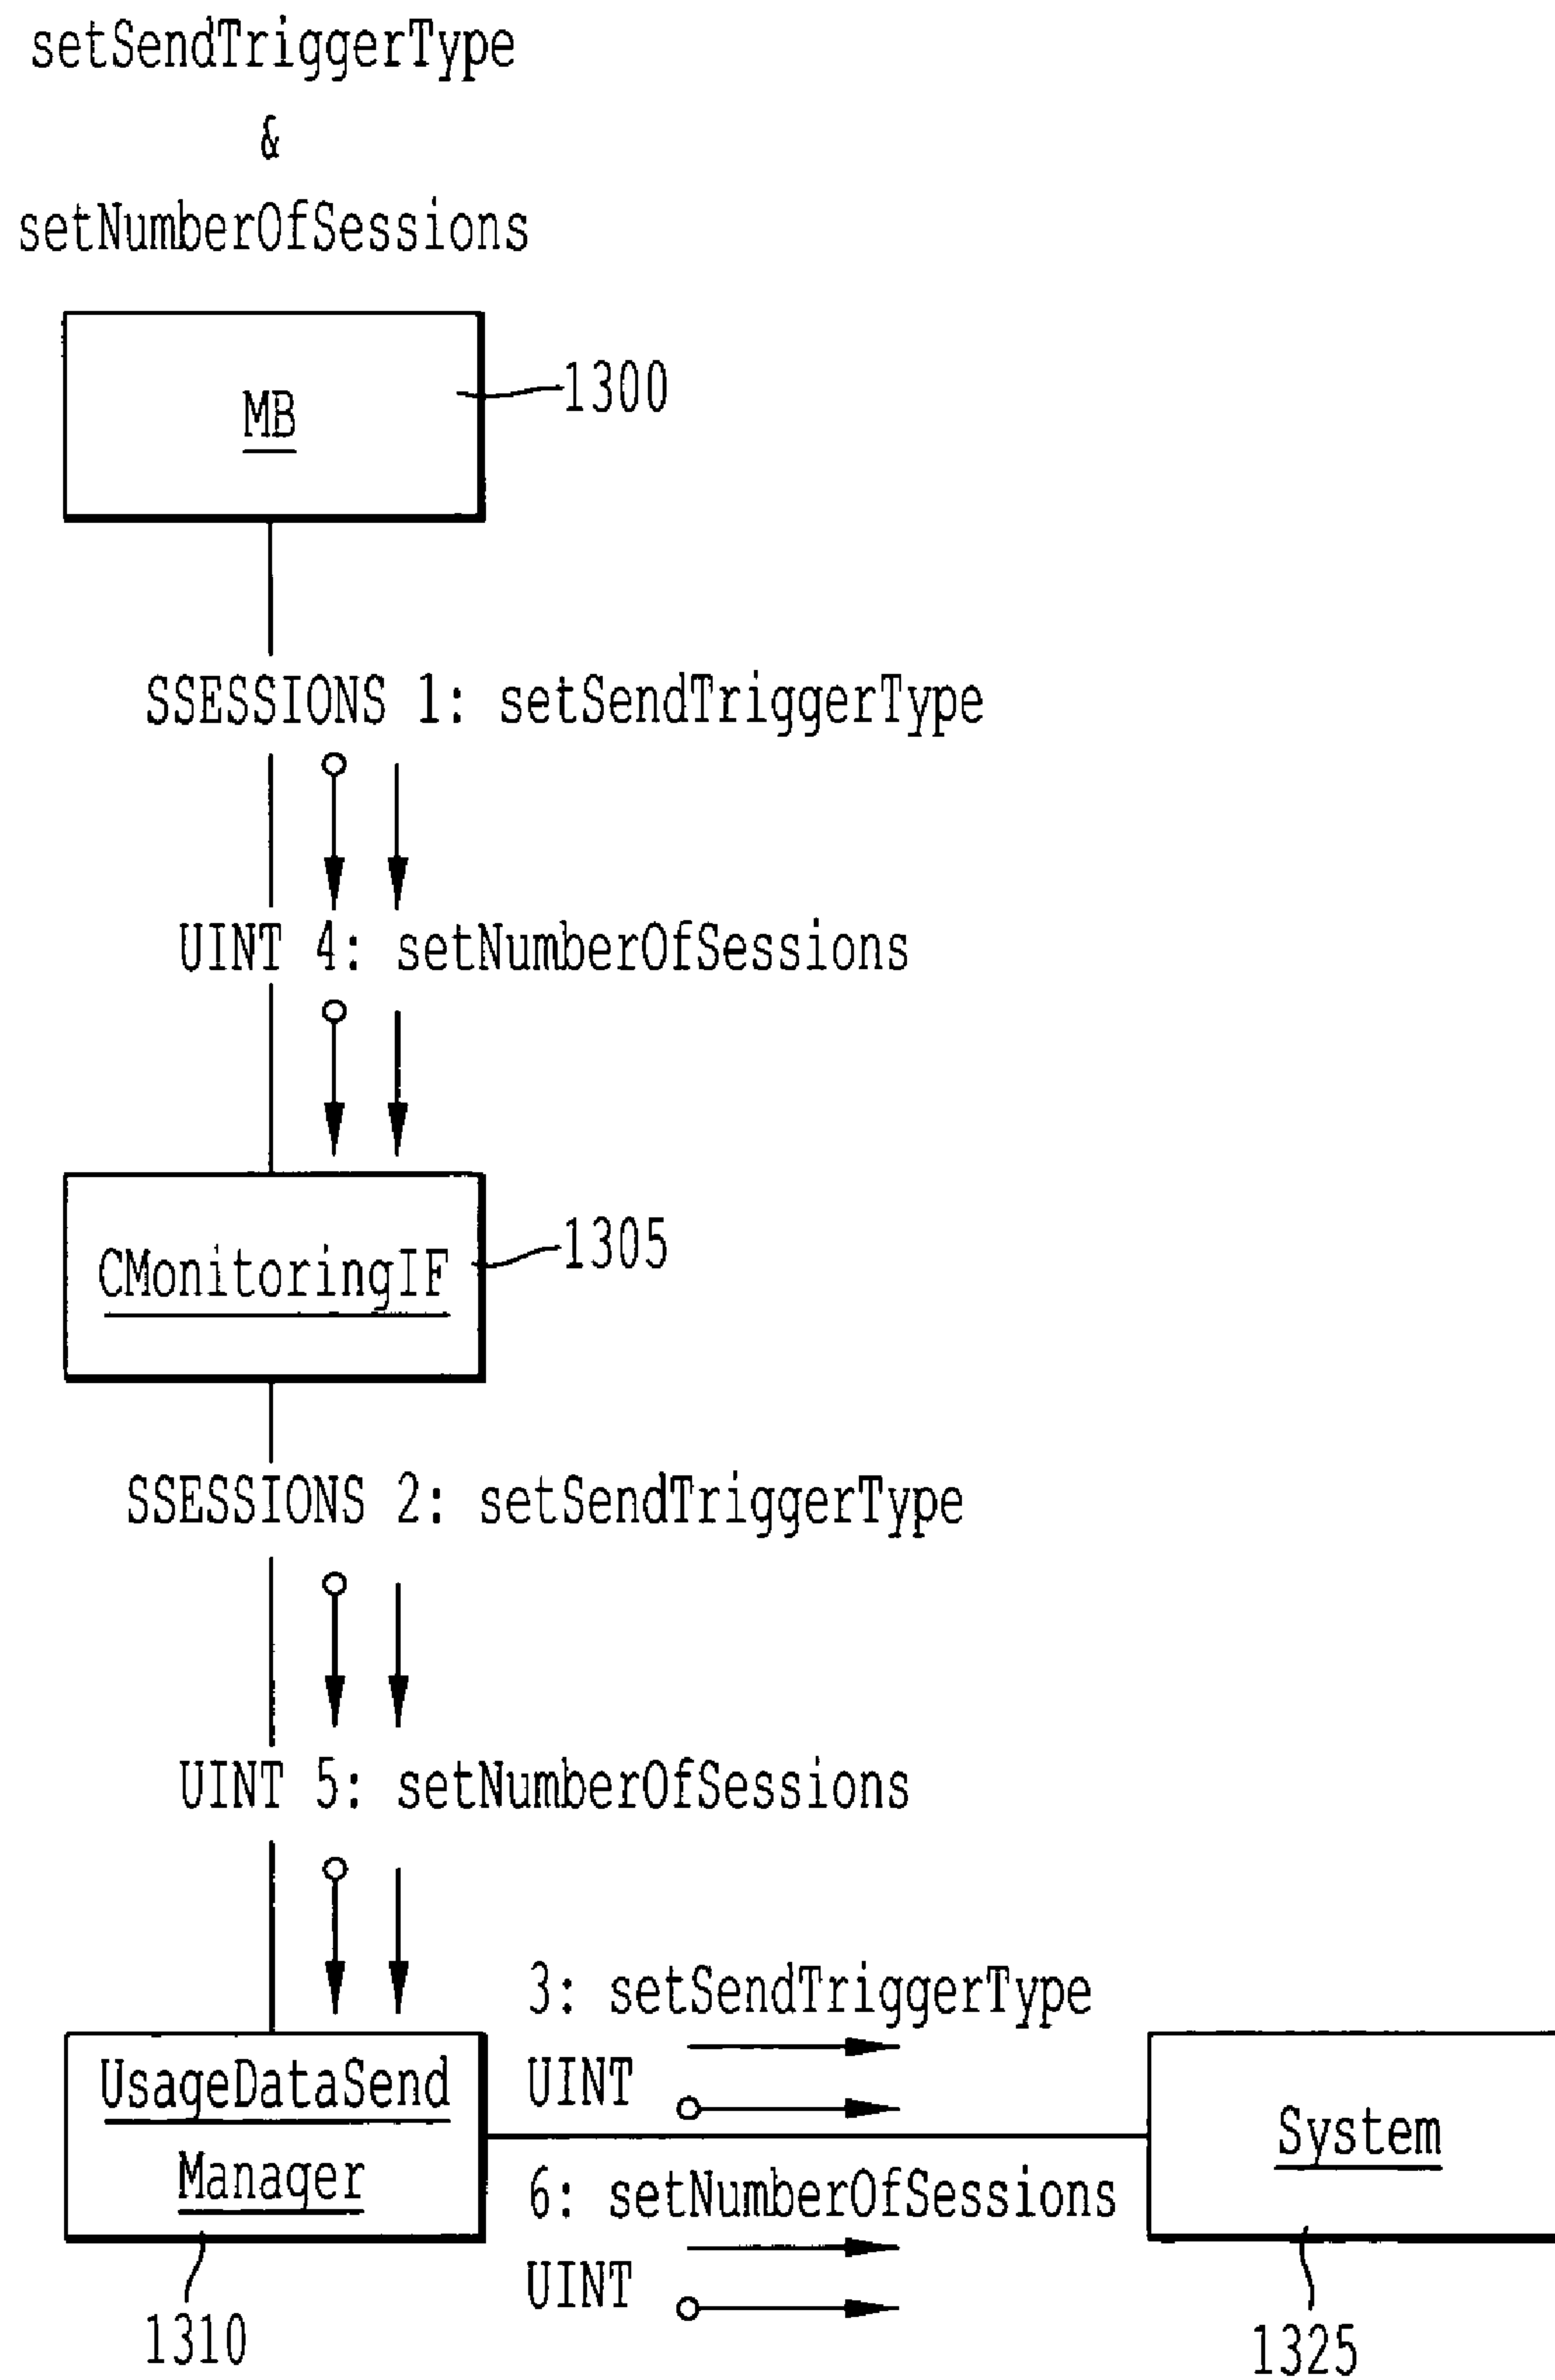 setSendTriggerType
&
setNumberOfSessions
MB
1300
SSESSIONS 1: setSendTriggerType
UINT 4: setNumberOfSessions
CMonitoringIF
1305
SSESSIONS 2: setSendTriggerType
UINT 5: setNumberOfSessions
3: setSendTriggerType
UINT
UsageDataSend
Manager
System
6: setNumberOfSessions
UINT
1310
1325